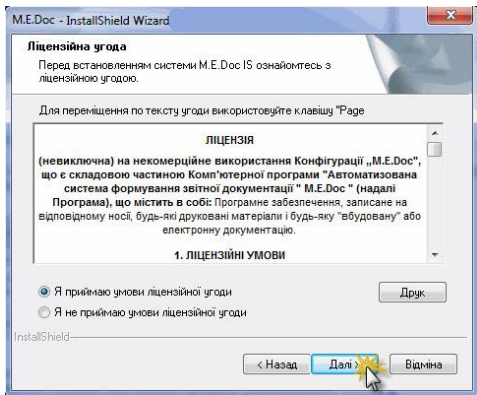 M.E.Doc - InstallShield Wizard
Ліцензійна угода
Перед встановленням системи M.E.Doc IS ознайомтесь з
ліцензійною угодою.
Для переміщення по тексту угоди використовуйте клавішу "Page
ЛІЦЕНЗІЯ
(невиключна) на некомерційне використання Конфігурації „M.E.Doc",
що є складовою частиною Комп'ютерної програми "Автоматизована
система формування звітної документації " M.E.Doc " (надалі
Програма), що містить в собі: Програмне забезпечення, записане на
відповідному носії, будь-які друковані матеріали і будь-яку "вбудовану" або
електронну документацію.
1. ЛІЦЕНЗІЙНІ УМОВИ
Я приймаю умови ліцензійної угоди
Друк
Я не приймаю умови ліцензійної угоди
InstallShield
< Назад Далі > Відміна